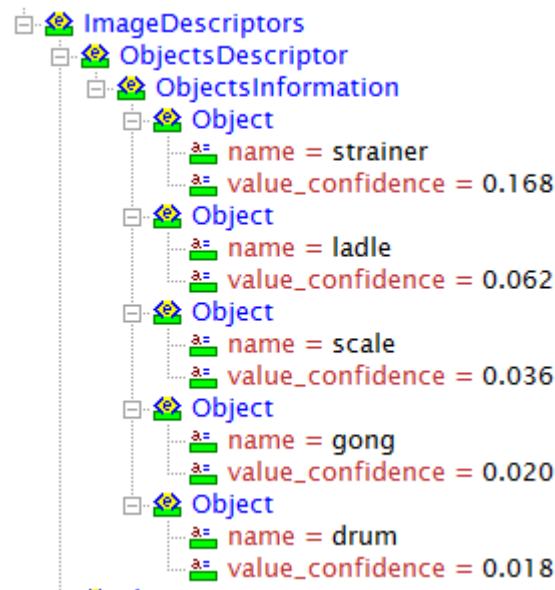 ImageDescriptors
ObjectsDescriptor
ObjectsInformation
Object
name = strainer
value_confidence = 0.168
Object
name = ladle
value_confidence = 0.062
Object
name = scale
value_confidence = 0.036
Object
name = gong
value_confidence = 0.020
Object
name = drum
value_confidence = 0.018